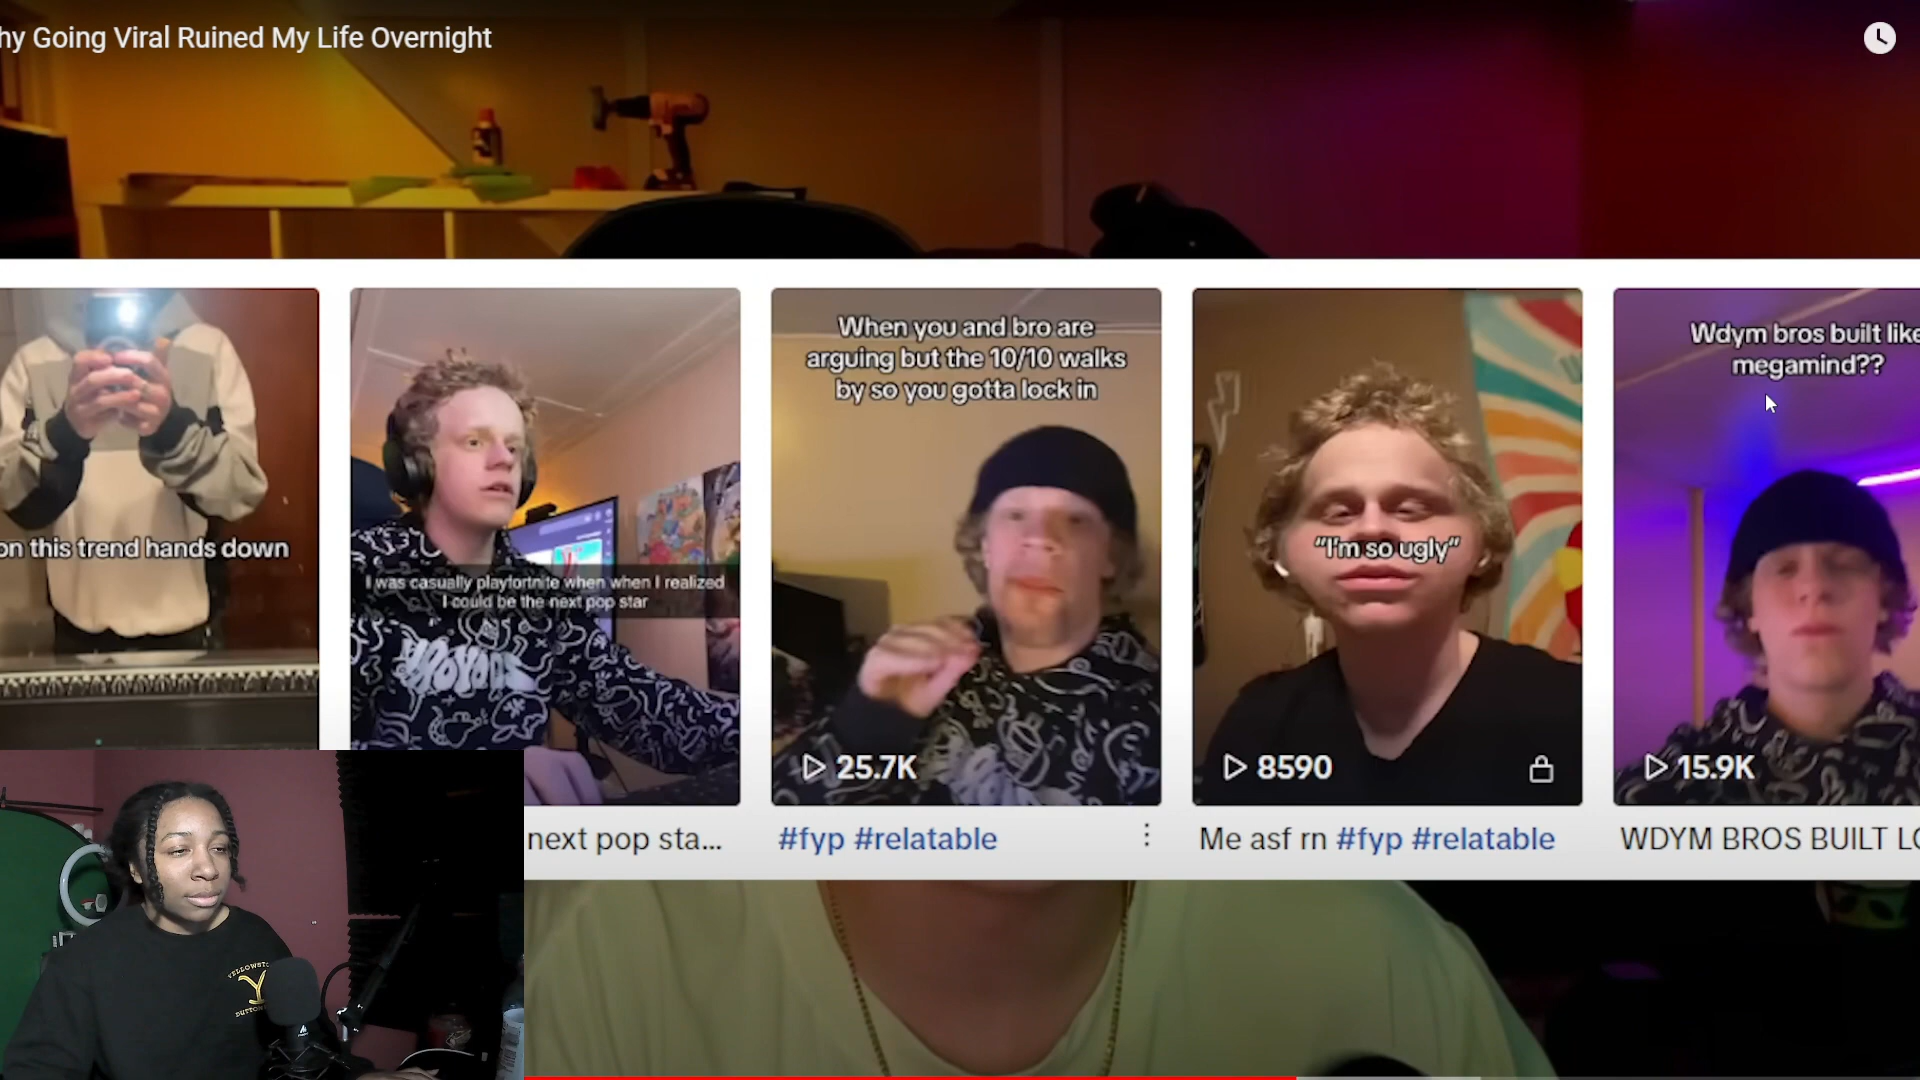 hy Going Viral Ruined My Life Overnight
on this trend hands down
I was casually playfortnite when when I realized
I could be the next pop star
When you and bro are
arguing but the 10/10 walks
by so you gotta lock in
25.7K
"I'm so ugly"
8590
Wdym bros built like
megamind??
15.9K
next pop sta...
#fyp #relatable
Me asf rn #fyp #relatable
WDYM BROS BUILT LO
YELLOWST
Y
DUTTON